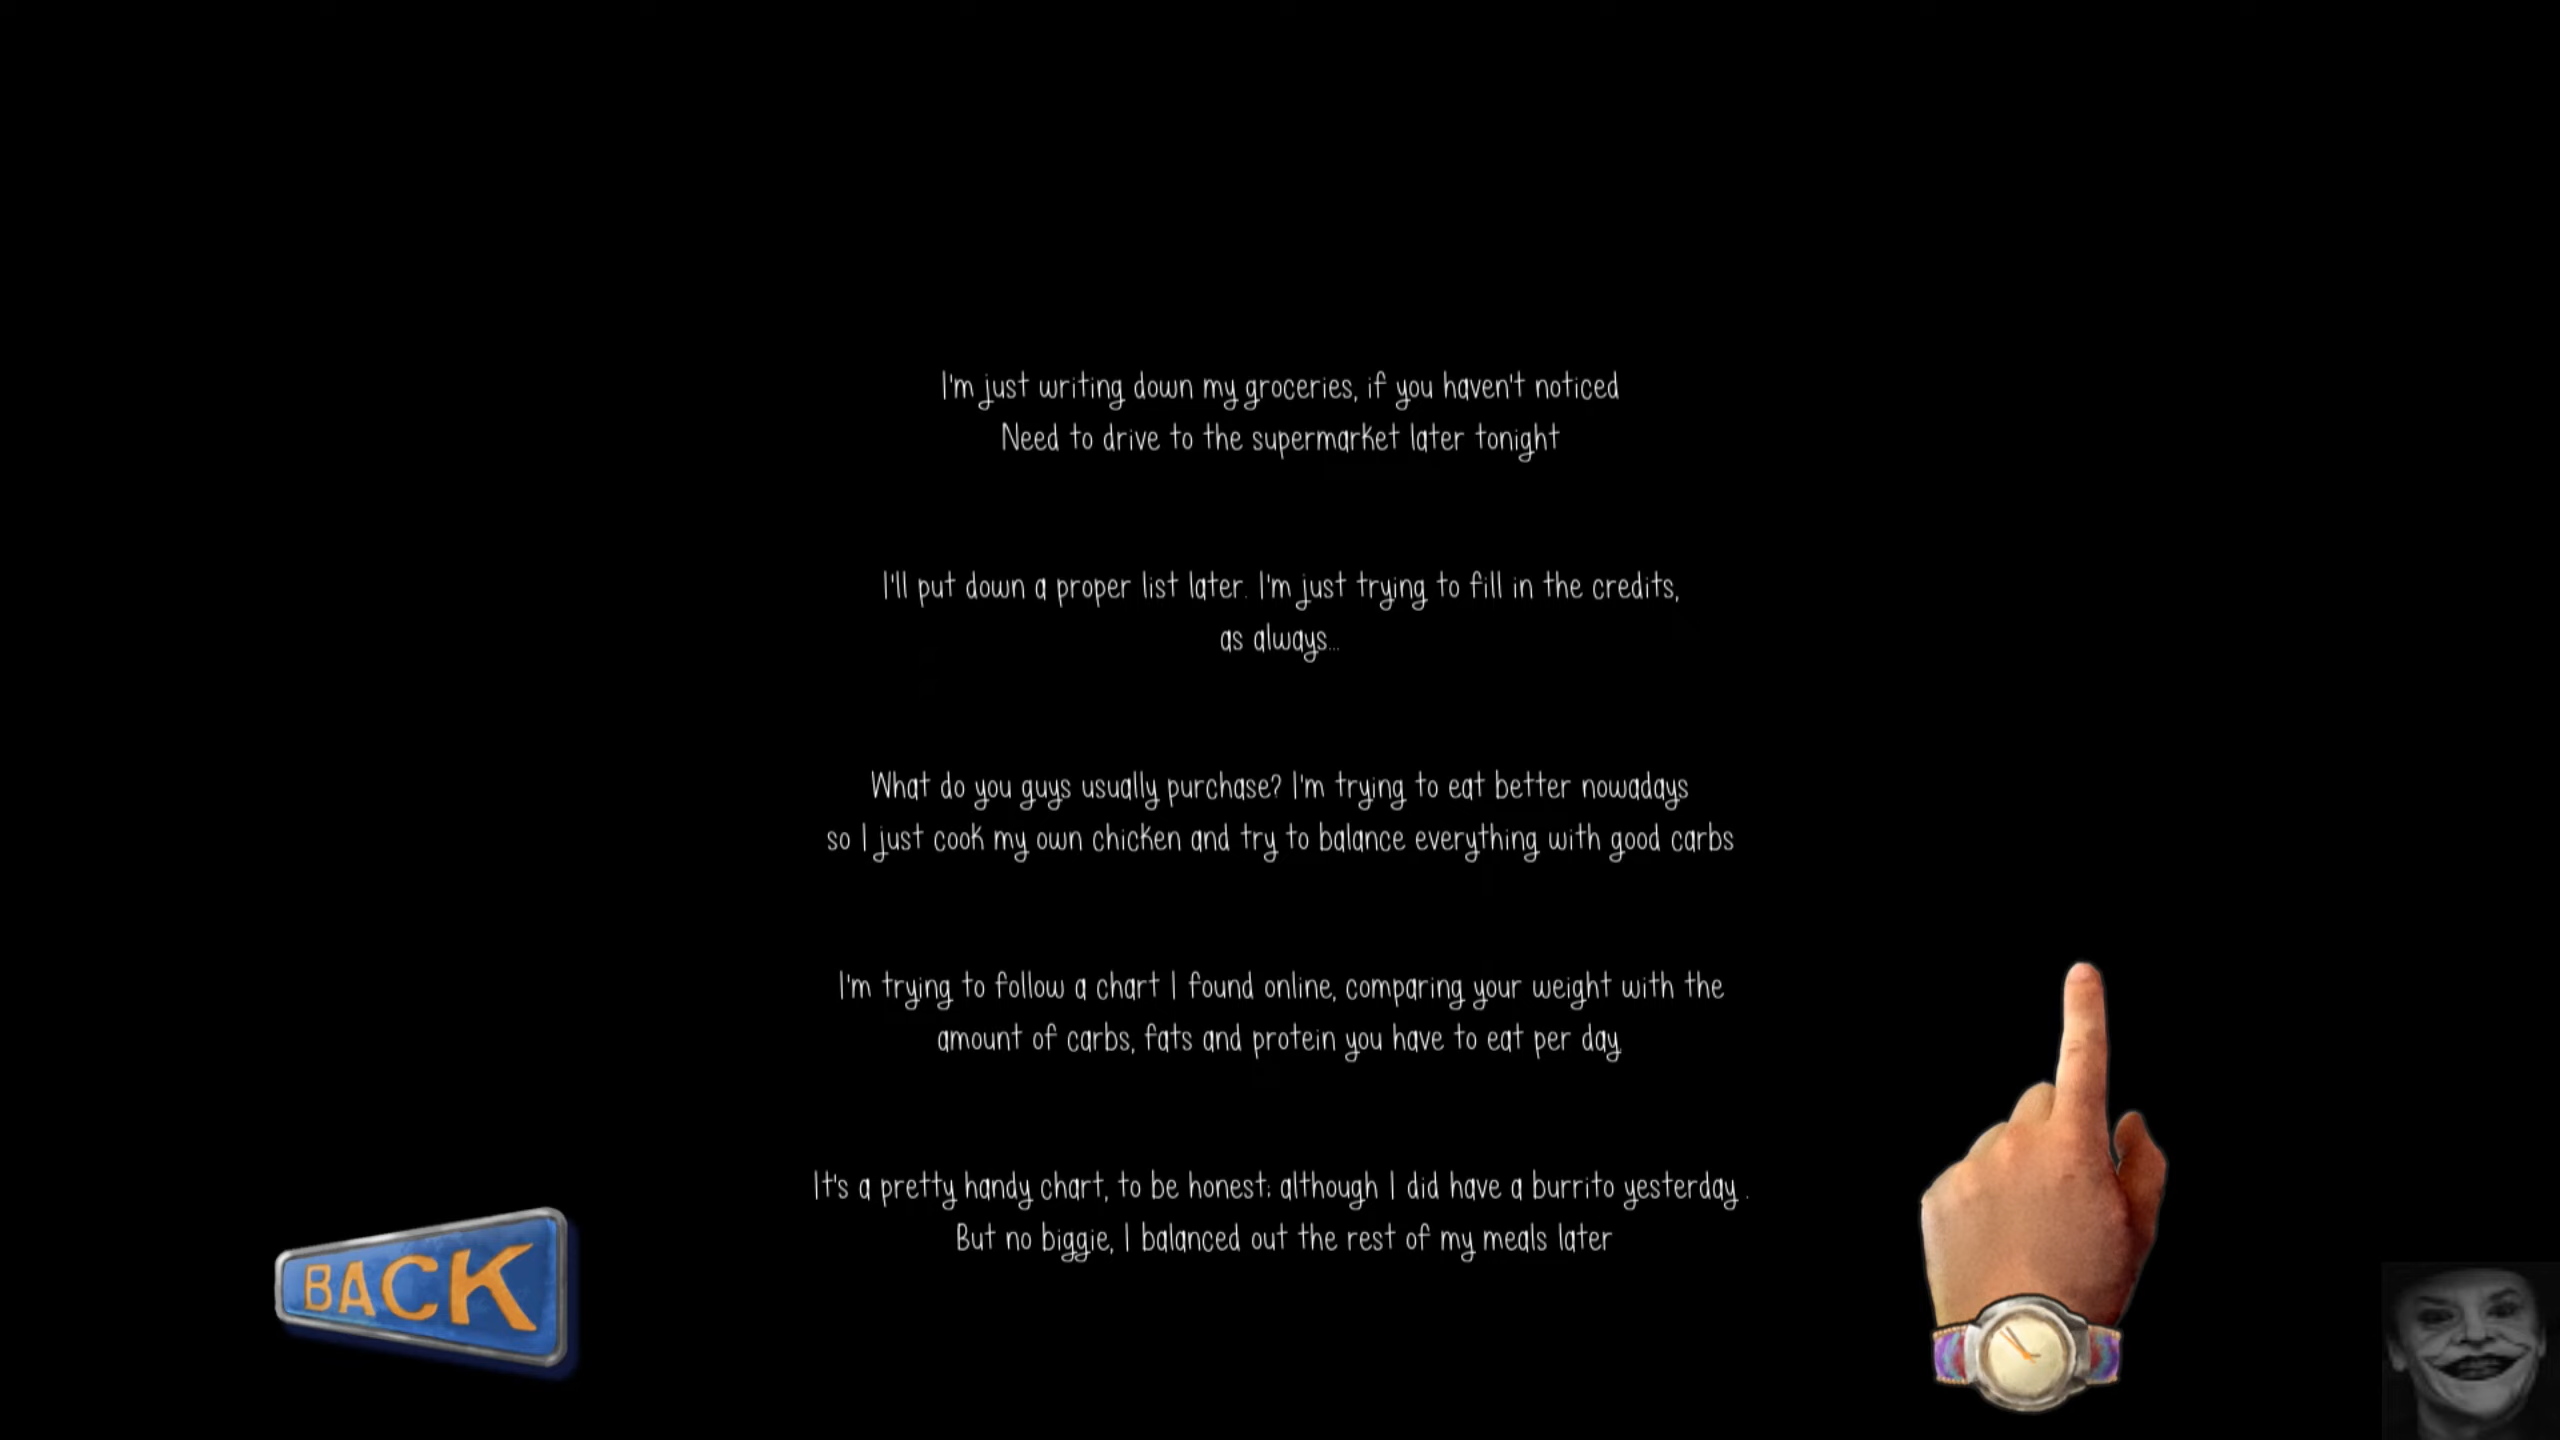 I'm just writing down my groceries, if you haven't noticed
Need to drive to the supermarket later tonight
I'll put down a proper list later. I'm just trying to fill in the credits,
as always...
What do you guys usually purchase? I'm trying to eat better nowadays
so I just cook my own chicken and try to balance everything with good carbs
I'm trying to follow a chart I found online, comparing your weight with the
amount of carbs, fats and protein you have to eat per day.
It's a pretty handy chart, to be honest; although I did have a burrito yesterday .
But no biggie, I balanced out the rest of my meals later
BACK